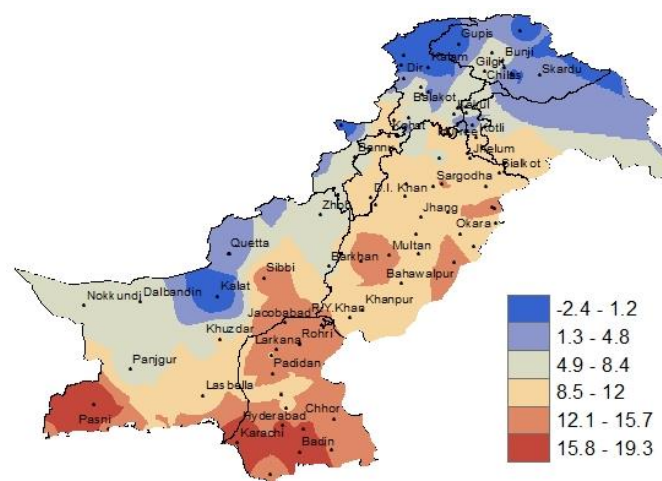 Gupis
Bunji
Kalam
Gilgit
Dir
Chilas
Skardu
Balakot
Kakul
Kohat
Murree
Kotli
Bannu
Jhelum
Sialkot
Sargodha
D.I. Khan
Zhob
Jhang
Okara
Quetta
Multan
Barkhan
Sibbi
Bahawalpur
Kalat
Nokkundi
Dalbandin
Khanpur
R.Y.Khan
Jacobabad
Khuzdar
Rohri
Larkana
Padidan
Panjgur
Lasbella
Chhor
Hyderabad
Pasni
Karachi
Badin
-2.4 - 1.2
1.3 - 4.8
4.9 - 8.4
8.5 - 12
12.1 - 15.7
15.8 - 19.3